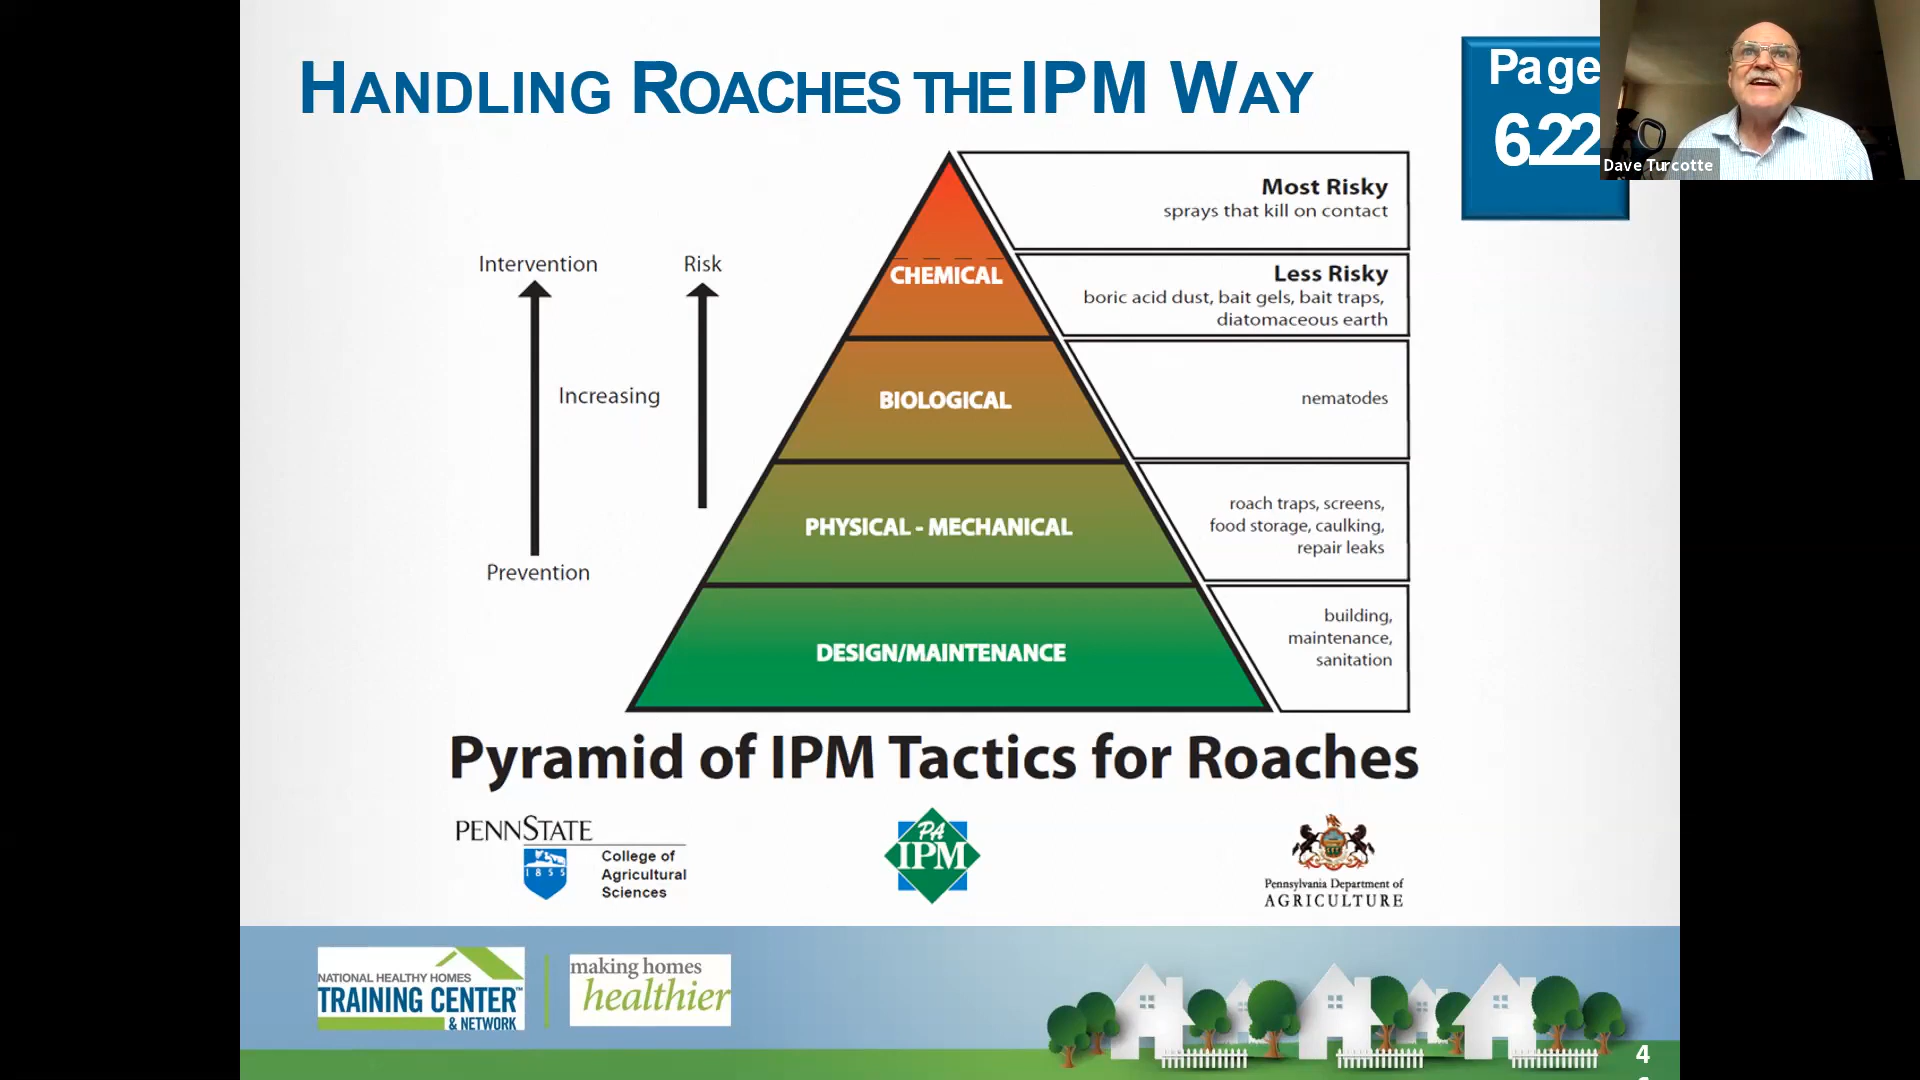 HANDLING ROACHES THE IPM WAY
Page
6.22
Dave Turcotte
Most Risky
sprays that kill on contact
Intervention
Risk
CHEMICAL
Less Risky
boric acid dust, bait gels, bait traps,
diatomaceous earth
Increasing
BIOLOGICAL
nematodes
PHYSICAL - MECHANICAL
roach traps, screens,
food storage, caulking,
repair leaks
Prevention
DESIGN/MAINTENANCE
building,
maintenance,
sanitation
Pyramid of IPM Tactics for Roaches
PENNSTATE
1855
College of
Agricultural
Sciences
PA
IPM
Pennsylvania Department of
AGRICULTURE
NATIONAL HEALTHY HOMES
TRAINING CENTER™
& NETWORK
making homes
healthier
4